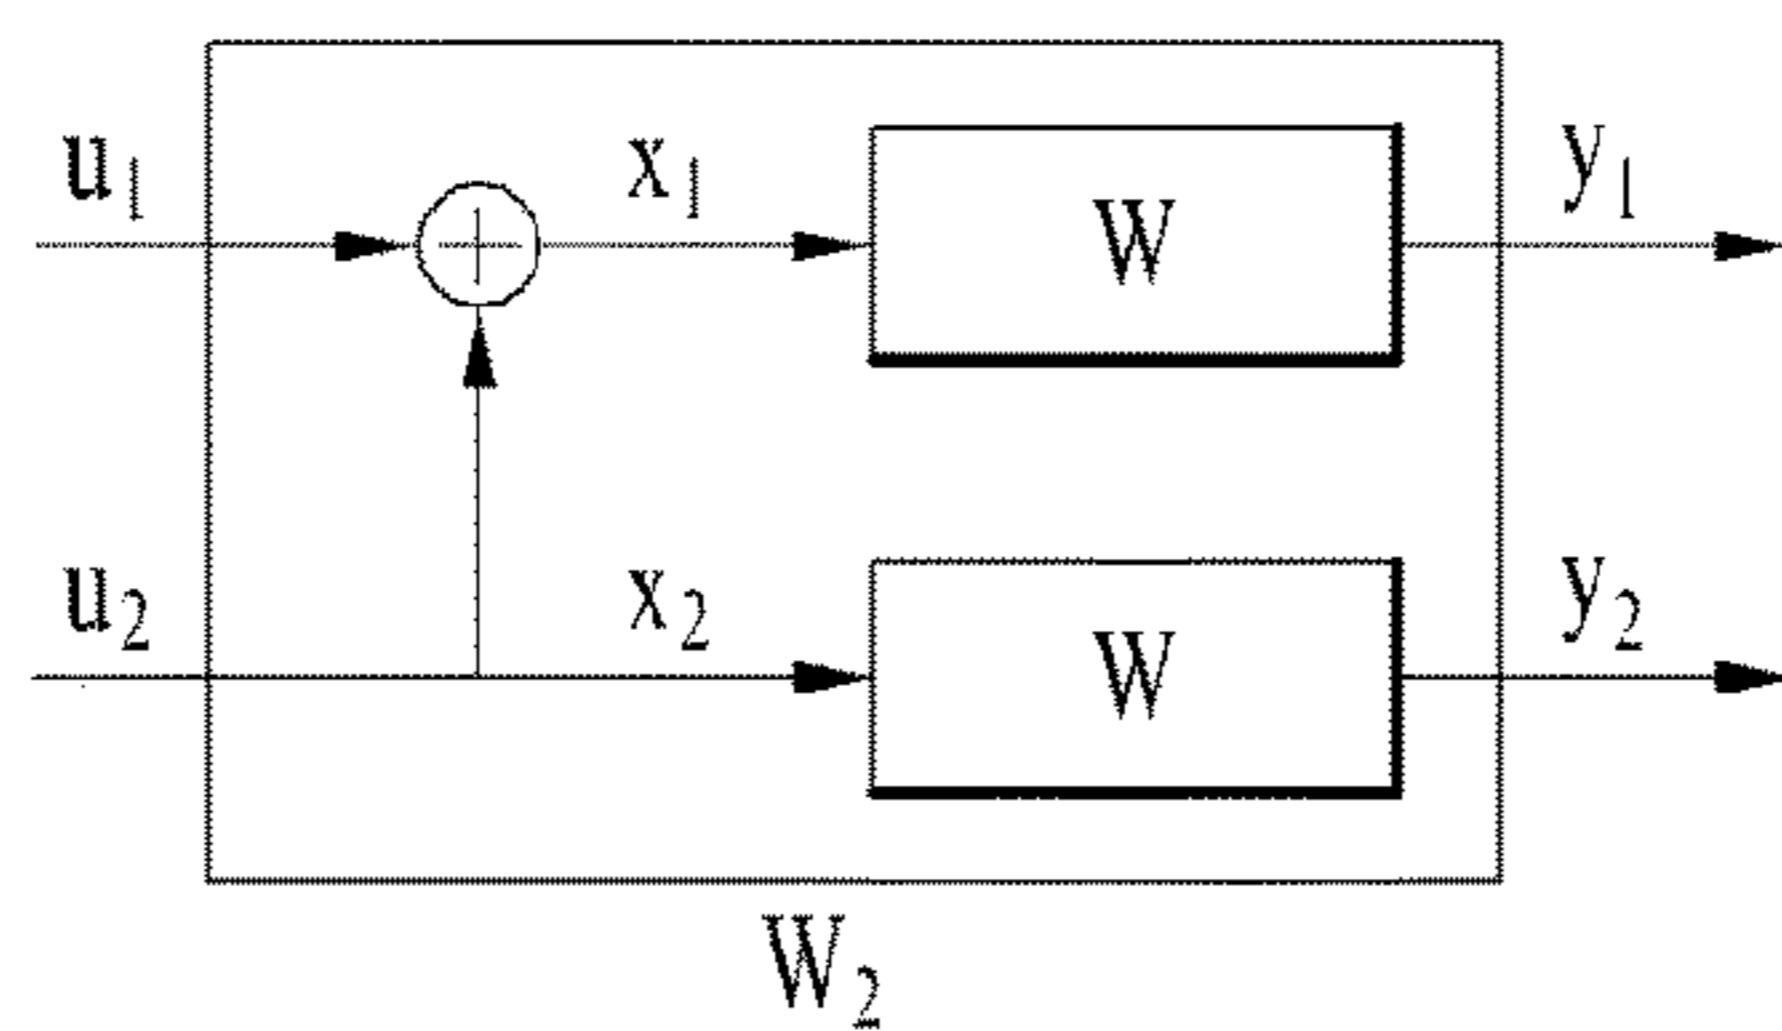 u₁ x₁ W y₁
u₂ x₂ W y₂
W₂